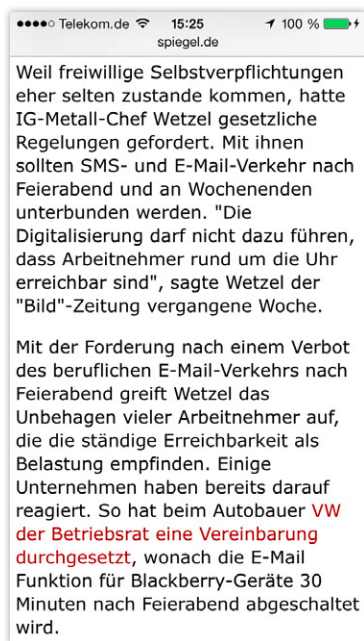 Telekom.de 15:25 100 %
spiegel.de
Weil freiwillige Selbstverpflichtungen
eher selten zustande kommen, hatte
IG-Metall-Chef Wetzel gesetzliche
Regelungen gefordert. Mit ihnen
sollten SMS- und E-Mail-Verkehr nach
Feierabend und an Wochenenden
unterbunden werden. "Die
Digitalisierung darf nicht dazu führen,
dass Arbeitnehmer rund um die Uhr
erreichbar sind", sagte Wetzel der
"Bild"-Zeitung vergangene Woche.
Mit der Forderung nach einem Verbot
des beruflichen E-Mail-Verkehrs nach
Feierabend greift Wetzel das
Unbehagen vieler Arbeitnehmer auf,
die die ständige Erreichbarkeit als
Belastung empfinden. Einige
Unternehmen haben bereits darauf
reagiert. So hat beim Autobauer VW
der Betriebsrat eine Vereinbarung
durchgesetzt, wonach die E-Mail
Funktion für Blackberry-Geräte 30
Minuten nach Feierabend abgeschaltet
wird.